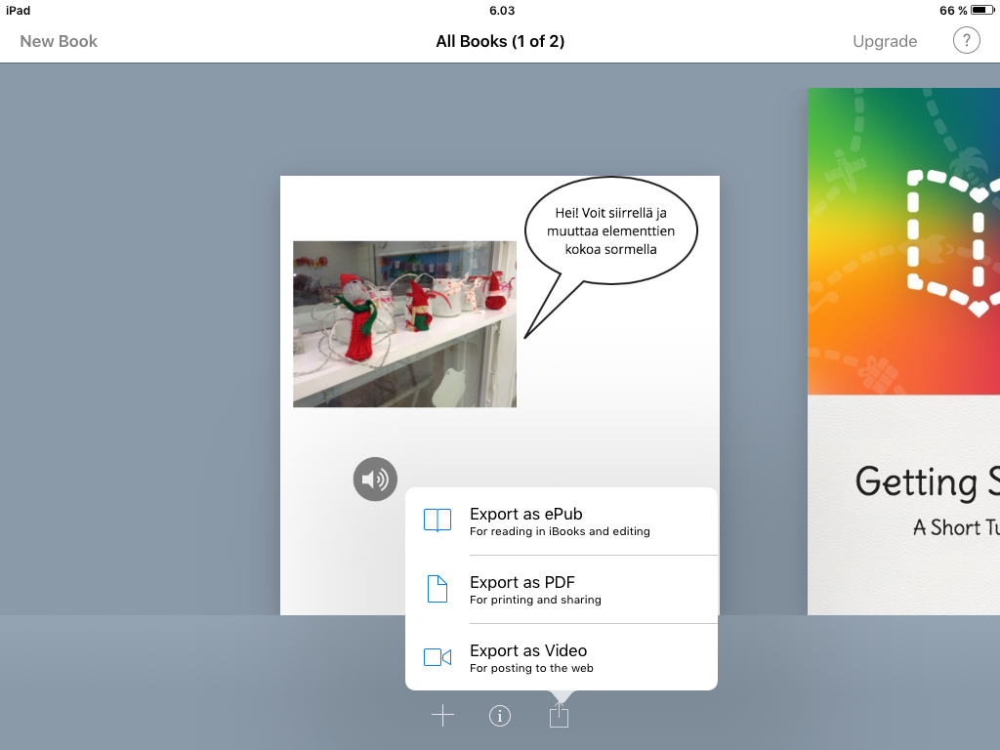 iPad 6.03 66 %
New Book All Books (1 of 2) Upgrade ?
Hei! Voit siirrellä ja
muuttaa elementtien
kokoa sormella
Getting S
A Short Tu
Export as ePub
For reading in iBooks and editing
Export as PDF
For printing and sharing
Export as Video
For posting to the web